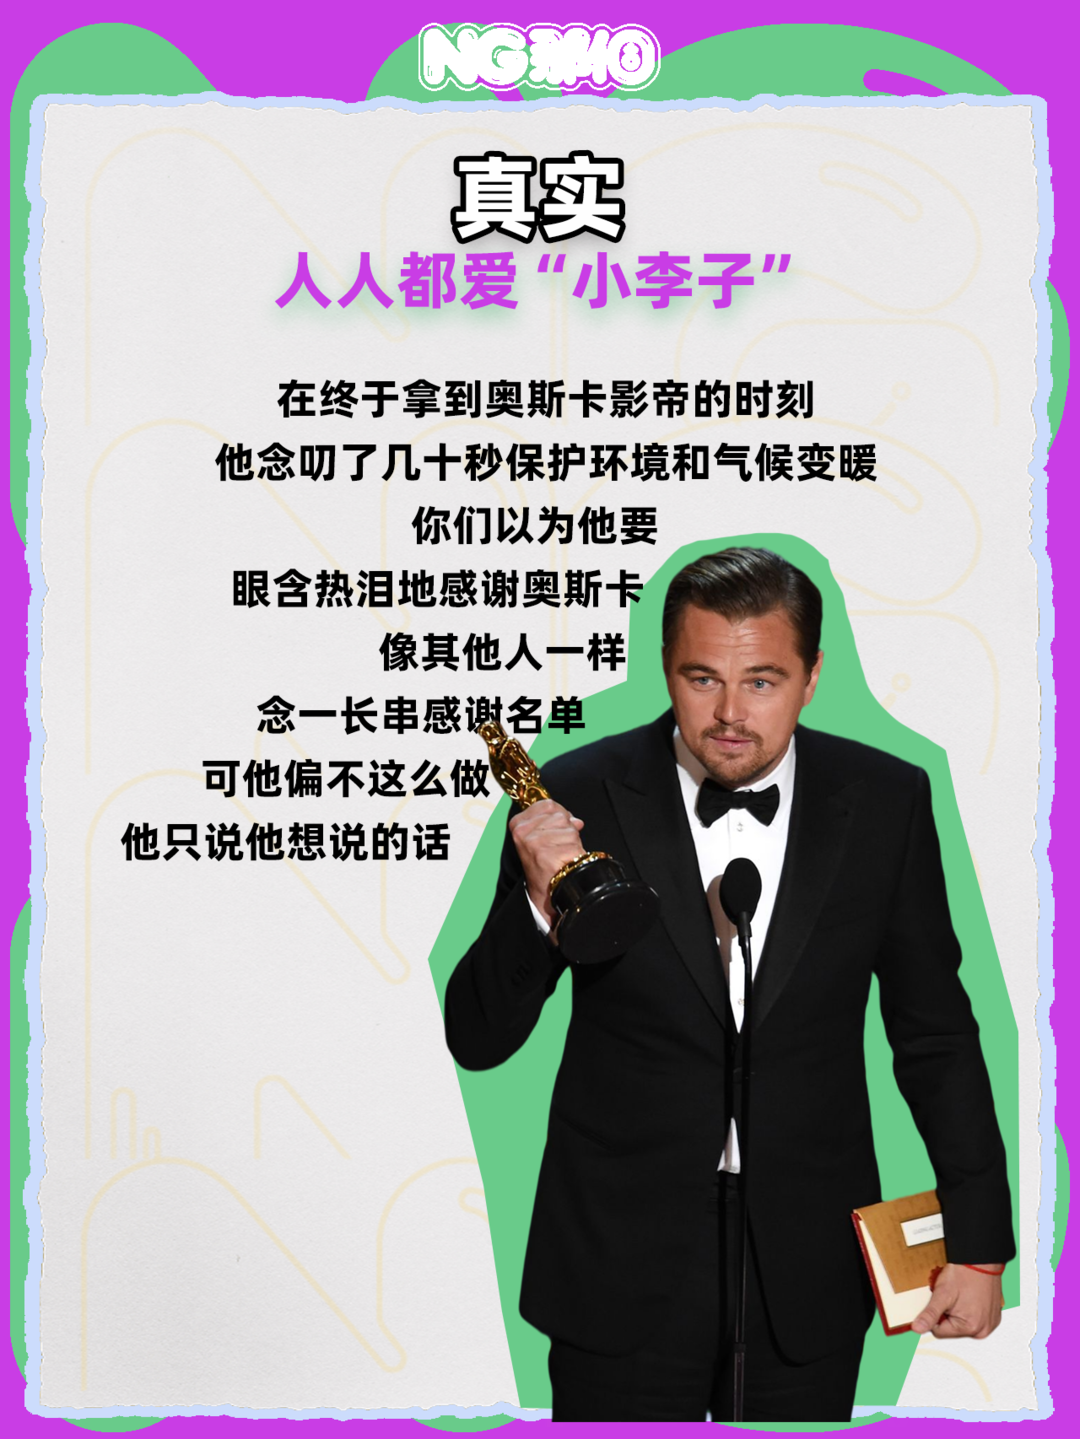 真实
人人都爱“小李子”
在终于拿到奥斯卡影帝的时刻
他念叨了几十秒保护环境和气候变暖
你们以为他要
眼含热泪地感谢奥斯卡
像其他人一样
念一长串感谢名单
可他偏不这么做
他只说他想说的话